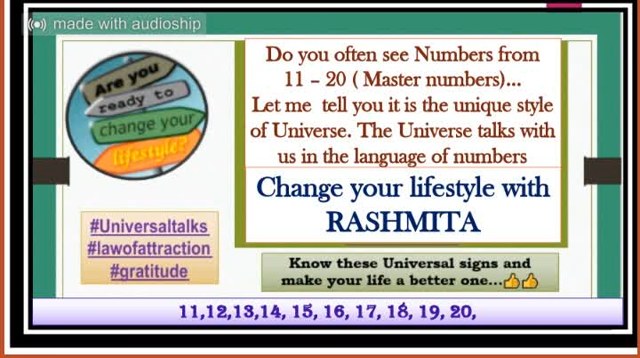 made with audioship
Are you
ready to
change your
lifestyle?
Do you often see Numbers from
11 – 20 ( Master numbers)...
Let me tell you it is the unique style
of Universe. The Universe talks with
us in the language of numbers
Change your lifestyle with
RASHMITA
#Universaltalks
#lawofattraction
#gratitude
Know these Universal signs and
make your life a better one...👍👍
11,12,13,14, 15, 16, 17, 18, 19, 20,